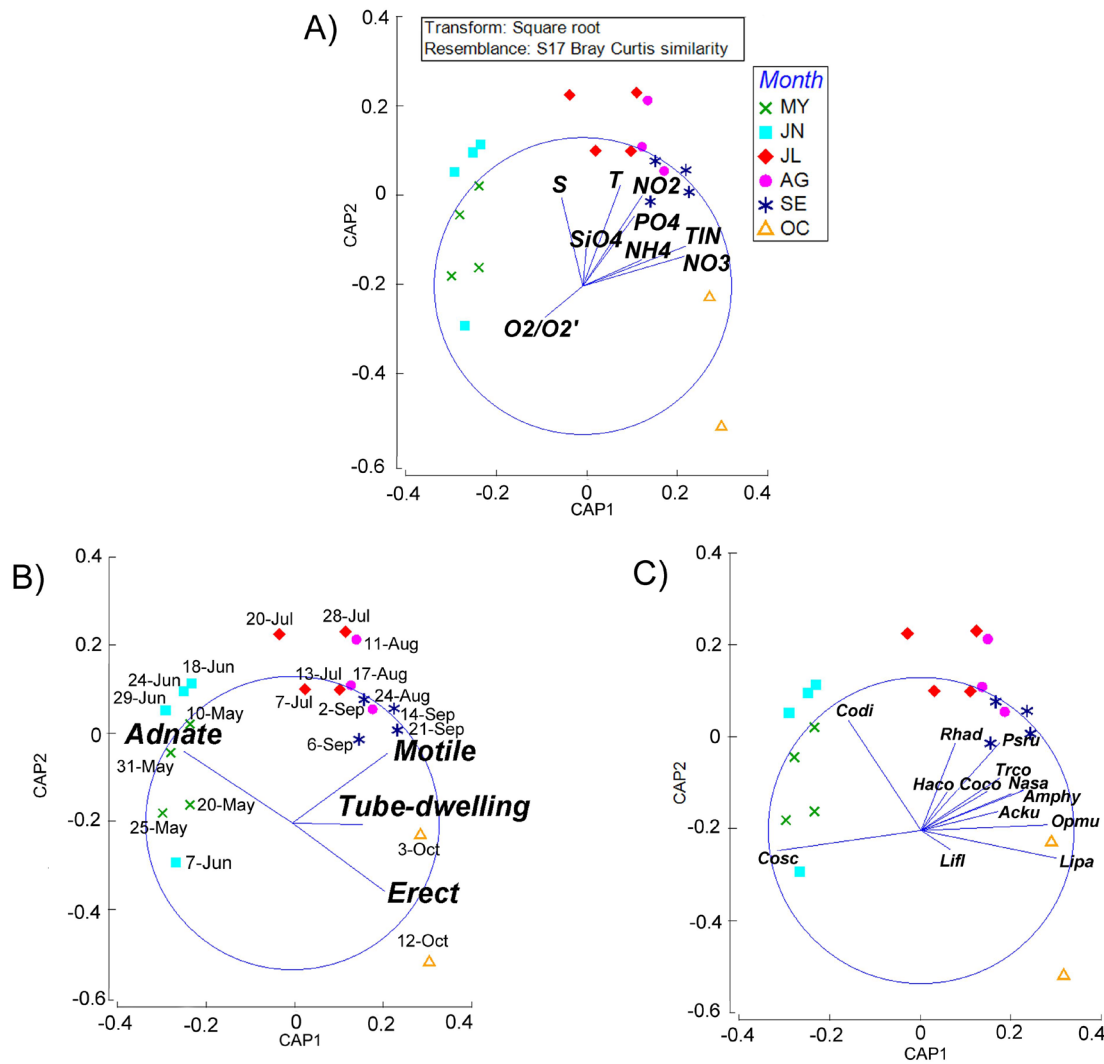 A)
Transform: Square root
Resemblance: S17 Bray Curtis similarity
Month
MY
JN
JL
AG
SE
OC
0.4
0.2
0
-0.2
-0.4
-0.6
CAP2
S
T
NO2
PO4
SiO4
NH4
TIN
NO3
O2/O2'
-0.4
-0.2
0
0.2
0.4
CAP1
B)
0.4
0.2
0
-0.2
-0.4
-0.6
CAP2
20-Jul
28-Jul
11-Aug
18-Jun
24-Jun
29-Jun
13-Jul
17-Aug
7-Jul
24-Aug
2-Sep
14-Sep
10-May
21-Sep
6-Sep
Adnate
Motile
31-May
20-May
Tube-dwelling
25-May
3-Oct
7-Jun
Erect
12-Oct
-0.4
-0.2
0
0.2
0.4
CAP1
C)
0.4
0.2
0
-0.2
-0.4
-0.6
CAP2
Codi
Rhad
Psru
Trco
Haco
Coco
Nasa
Amphy
Acku
Opmu
Cosc
Lifl
Lipa
-0.4
-0.2
0
0.2
0.4
CAP1